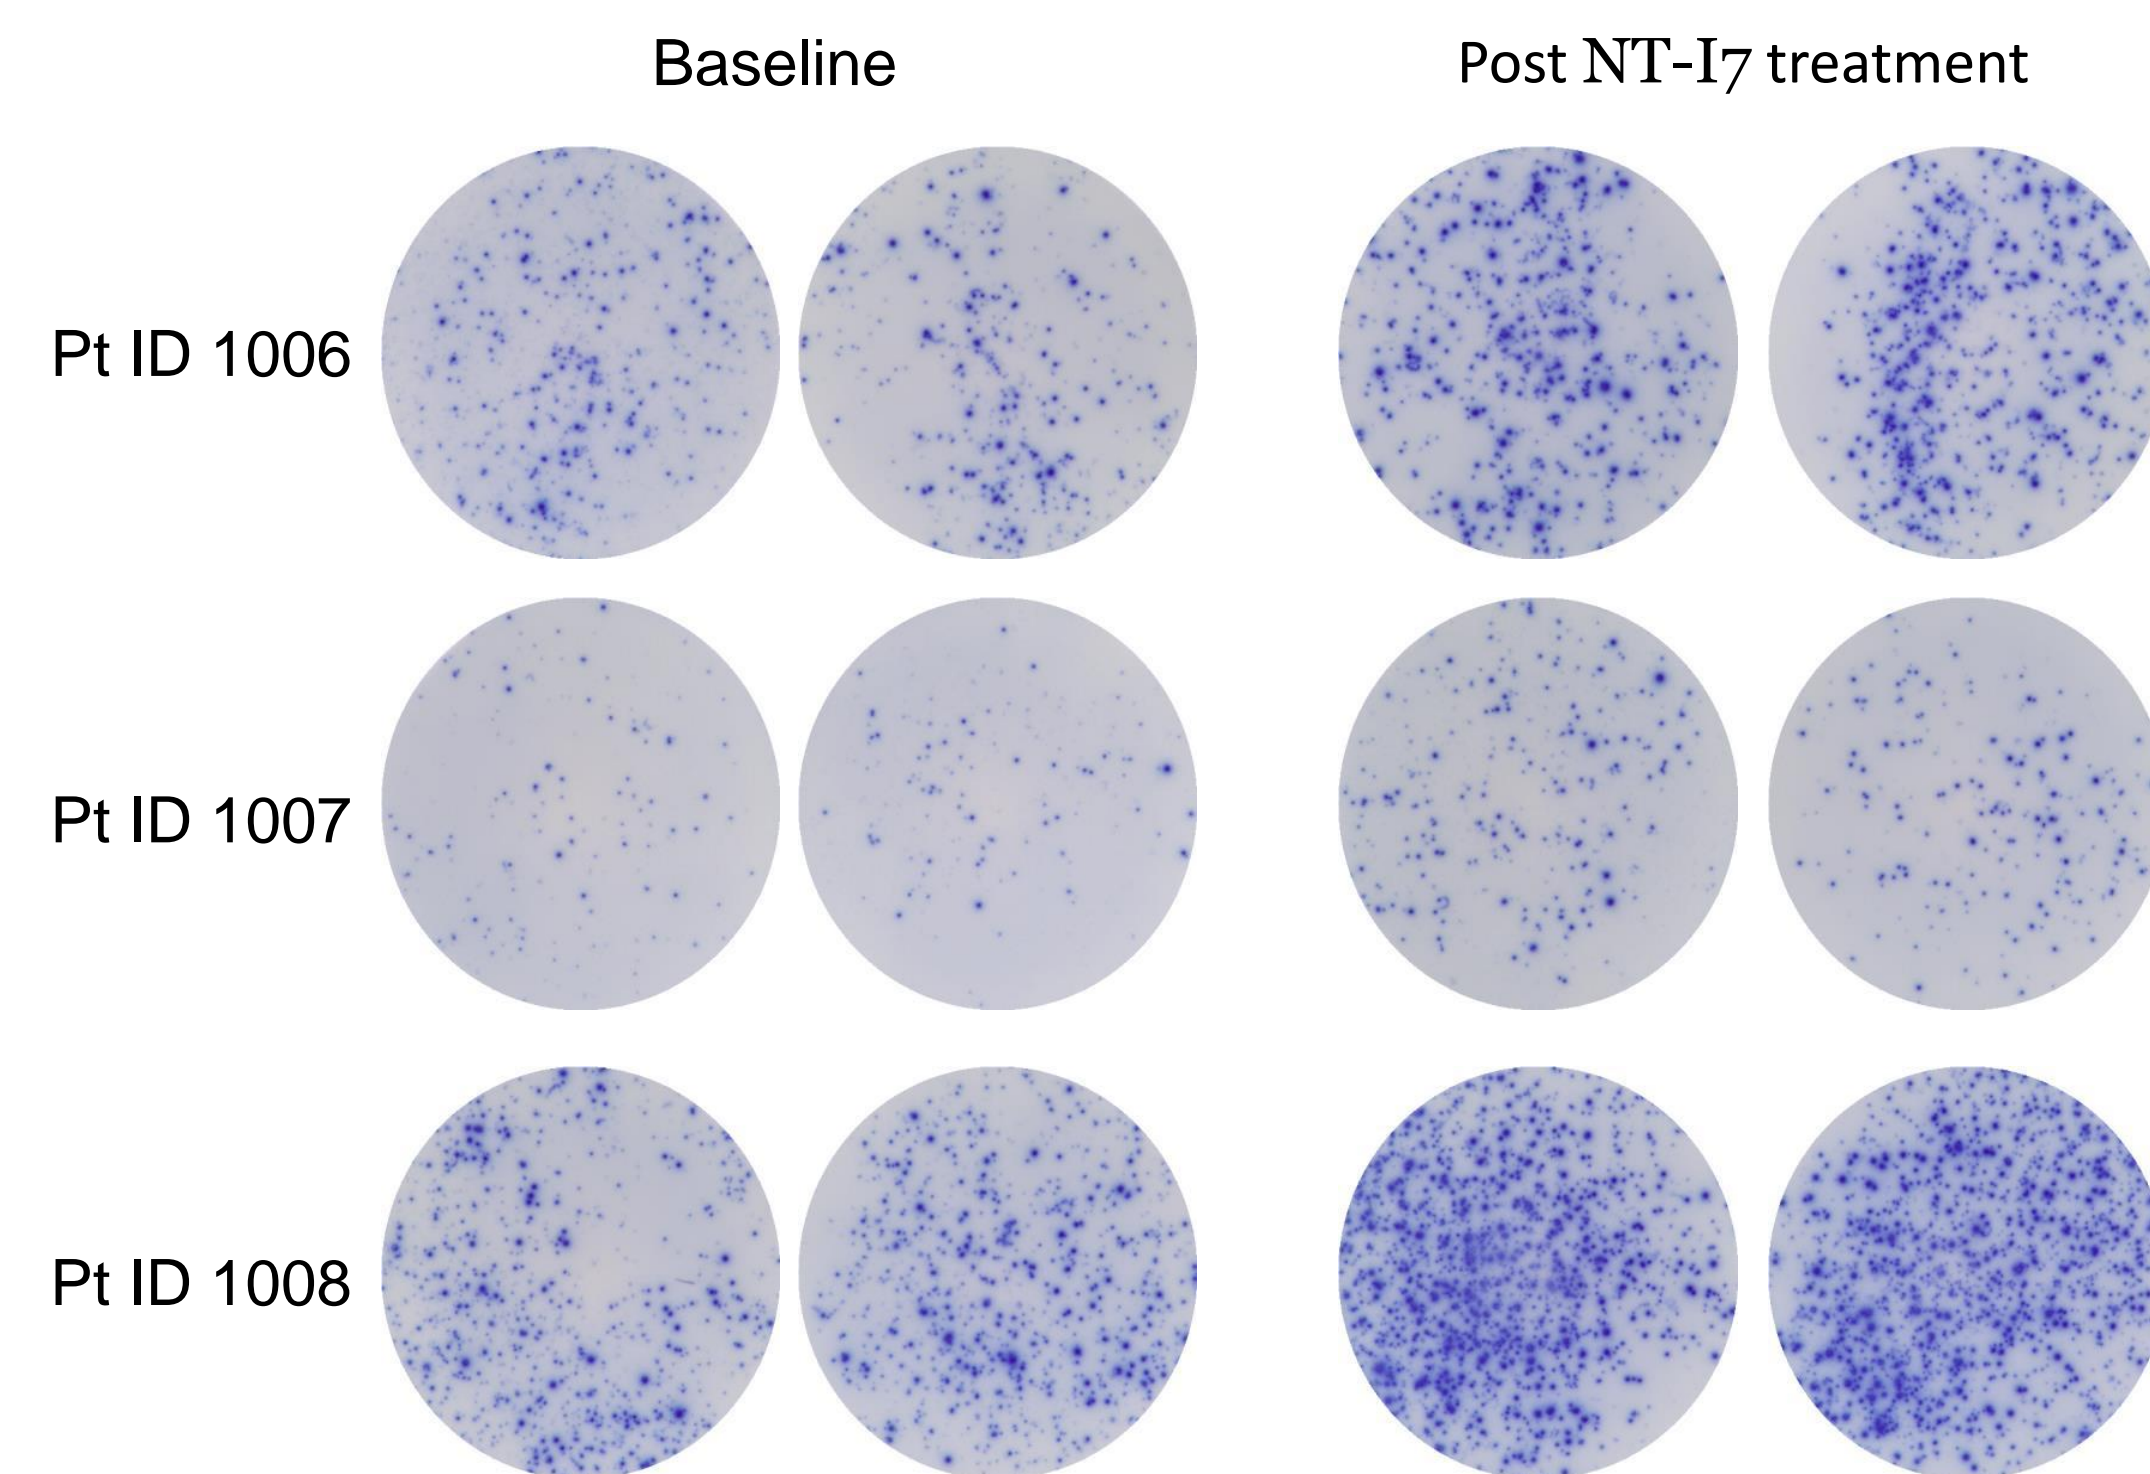 Baseline
Post NT-I7 treatment
Pt ID 1006
Pt ID 1007
Pt ID 1008